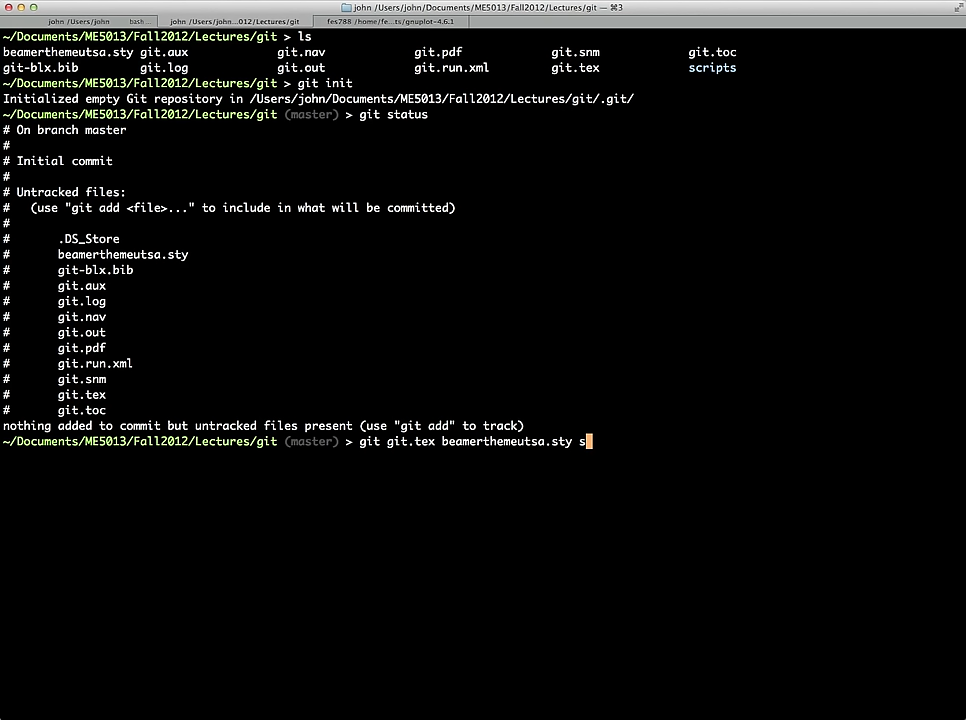 john /Users/john/Documents/ME5013/Fall2012/Lectures/git — ⌘3
john /Users/john bash... john /Users/john...012/Lectures/git fes788 /home/fe...ts/gnuplot-4.6.1
~/Documents/ME5013/Fall2012/Lectures/git > ls
beamerthemeutsa.sty git.aux git.nav git.pdf git.snm git.toc
git-blx.bib git.log git.out git.run.xml git.tex scripts
~/Documents/ME5013/Fall2012/Lectures/git > git init
Initialized empty Git repository in /Users/john/Documents/ME5013/Fall2012/Lectures/git/.git/
~/Documents/ME5013/Fall2012/Lectures/git (master) > git status
# On branch master
#
# Initial commit
#
# Untracked files:
#   (use "git add <file>..." to include in what will be committed)
#
#       .DS_Store
#       beamerthemeutsa.sty
#       git-blx.bib
#       git.aux
#       git.log
#       git.nav
#       git.out
#       git.pdf
#       git.run.xml
#       git.snm
#       git.tex
#       git.toc
nothing added to commit but untracked files present (use "git add" to track)
~/Documents/ME5013/Fall2012/Lectures/git (master) > git git.tex beamerthemeutsa.sty s